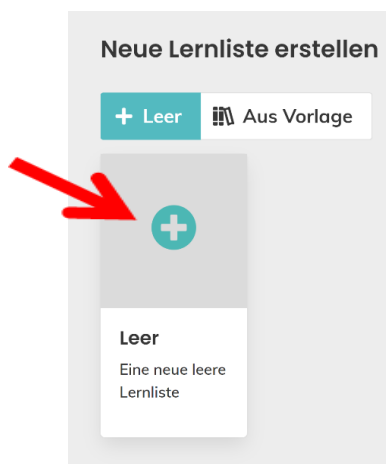 Neue Lernliste erstellen
Leer
Aus Vorlage
Leer
Eine neue leere
Lernliste